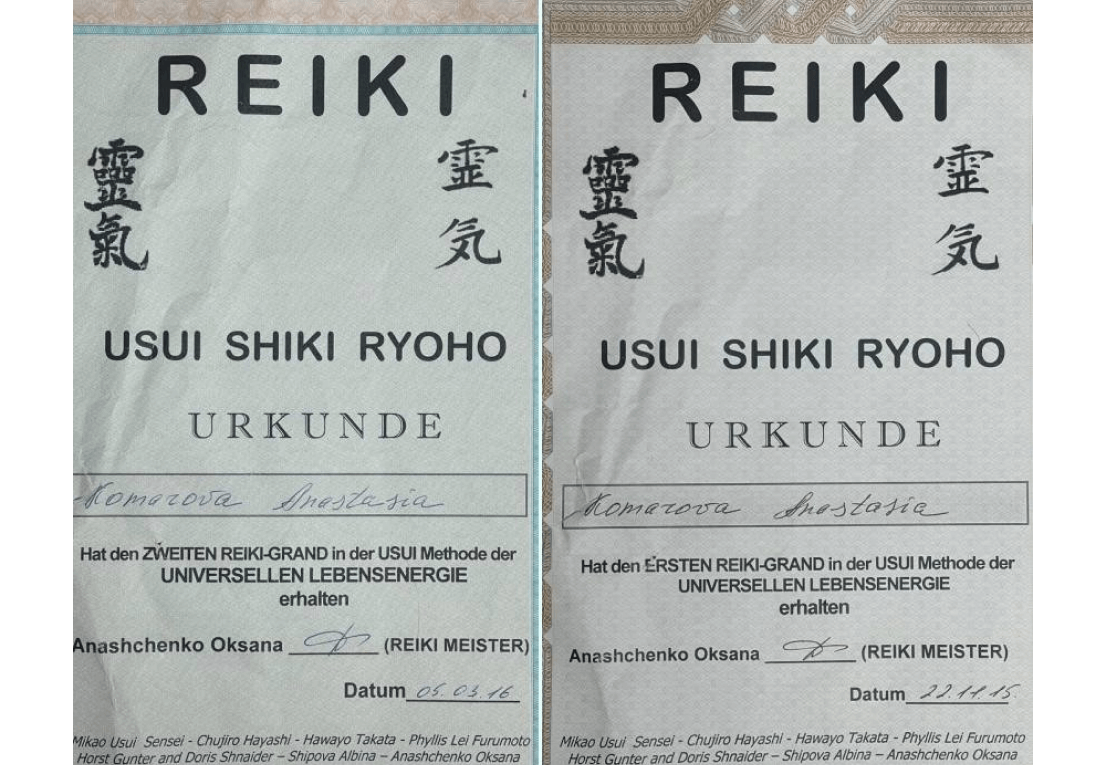 REIKI
靈氣
霊気
USUI SHIKI RYOHO
URKUNDE
Komarova Anastasia
Hat den ZWEITEN REIKI-GRAND in der USUI Methode der
UNIVERSELLEN LEBENSENERGIE
erhalten
Anashchenko Oksana (REIKI MEISTER)
Datum 05.03.16
Mikao Usui Sensei - Chujiro Hayashi - Hawayo Takata - Phyllis Lei Furumoto
Horst Gunter and Doris Shnaider – Shipova Albina – Anashchenko Oksana
REIKI
靈氣
霊気
USUI SHIKI RYOHO
URKUNDE
Komarova Anastasia
Hat den ERSTEN REIKI-GRAND in der USUI Methode der
UNIVERSELLEN LEBENSENERGIE
erhalten
Anashchenko Oksana (REIKI MEISTER)
Datum 22.11.15
Mikao Usui Sensei - Chujiro Hayashi - Hawayo Takata - Phyllis Lei Furumoto
Horst Gunter and Doris Shnaider – Shipova Albina – Anashchenko Oksana